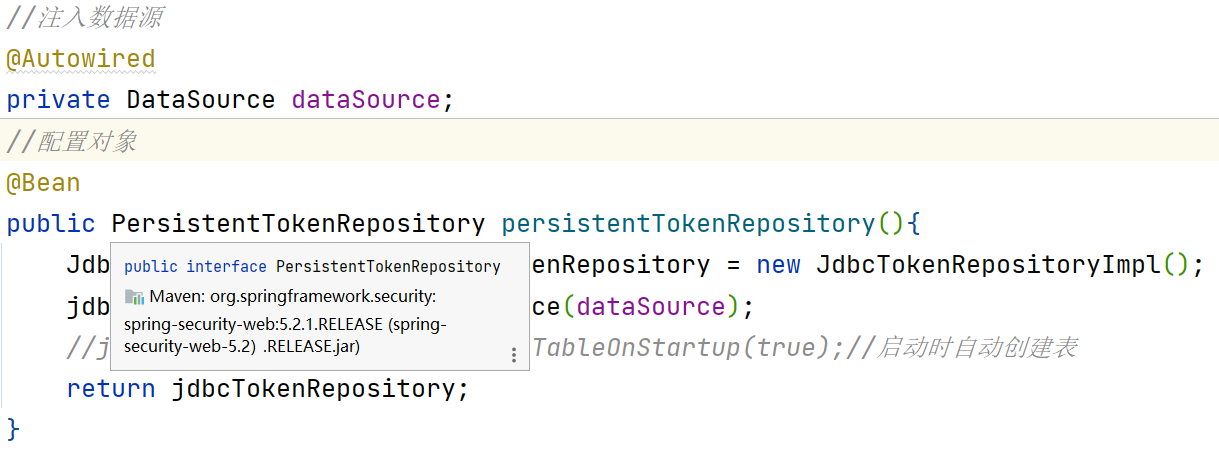 //注入数据源
@Autowired
private DataSource dataSource;
//配置对象
@Bean
public PersistentTokenRepository persistentTokenRepository(){
Jdb enRepository = new JdbcTokenRepositoryImpl();
public interface PersistentTokenRepository
Maven: org.springframework.security:
jdb ce(dataSource);
spring-security-web:5.2.1.RELEASE (spring-
security-web-5.2) .RELEASE.jar)
//j TableOnStartup(true);//启动时自动创建表
return jdbcTokenRepository;
}